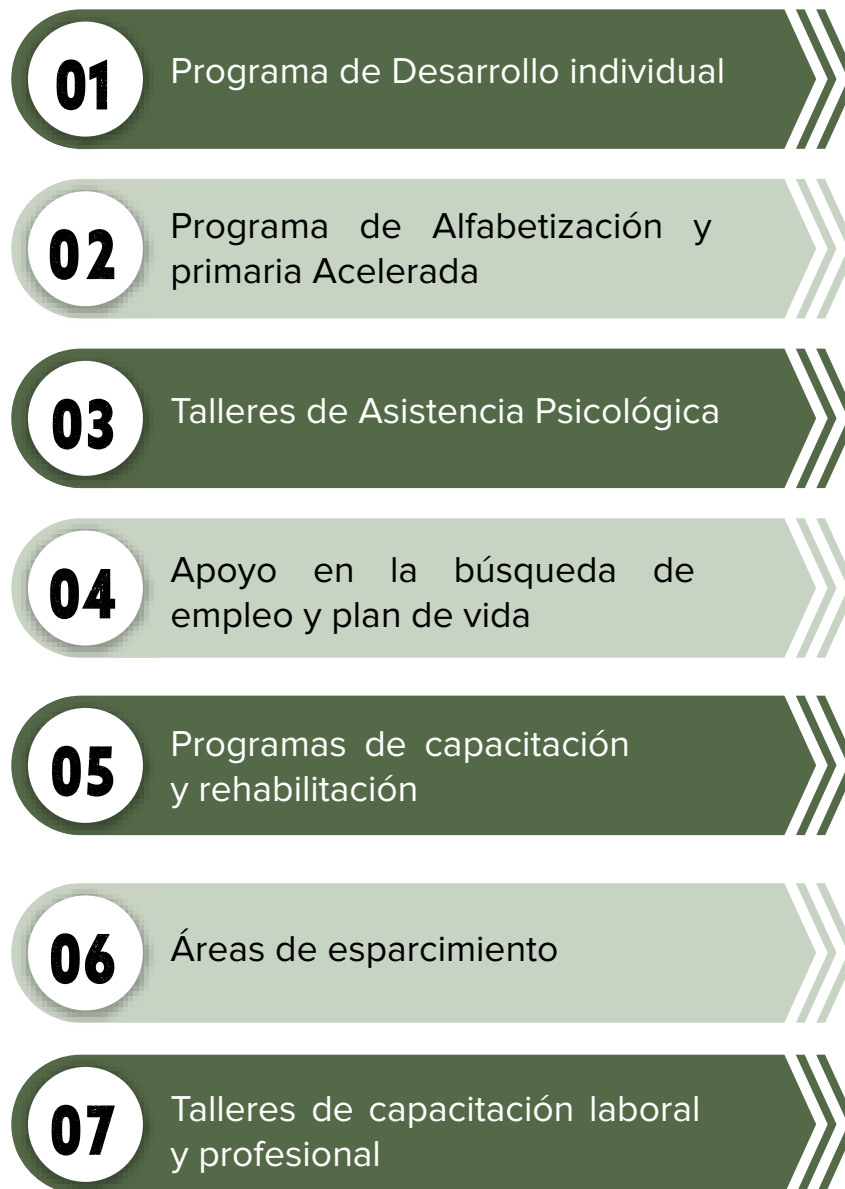 01
Programa de Desarrollo individual
02
Programa de Alfabetización y
primaria Acelerada
03
Talleres de Asistencia Psicológica
04
Apoyo en la búsqueda de
empleo y plan de vida
05
Programas de capacitación
y rehabilitación
06
Áreas de esparcimiento
07
Talleres de capacitación laboral
y profesional